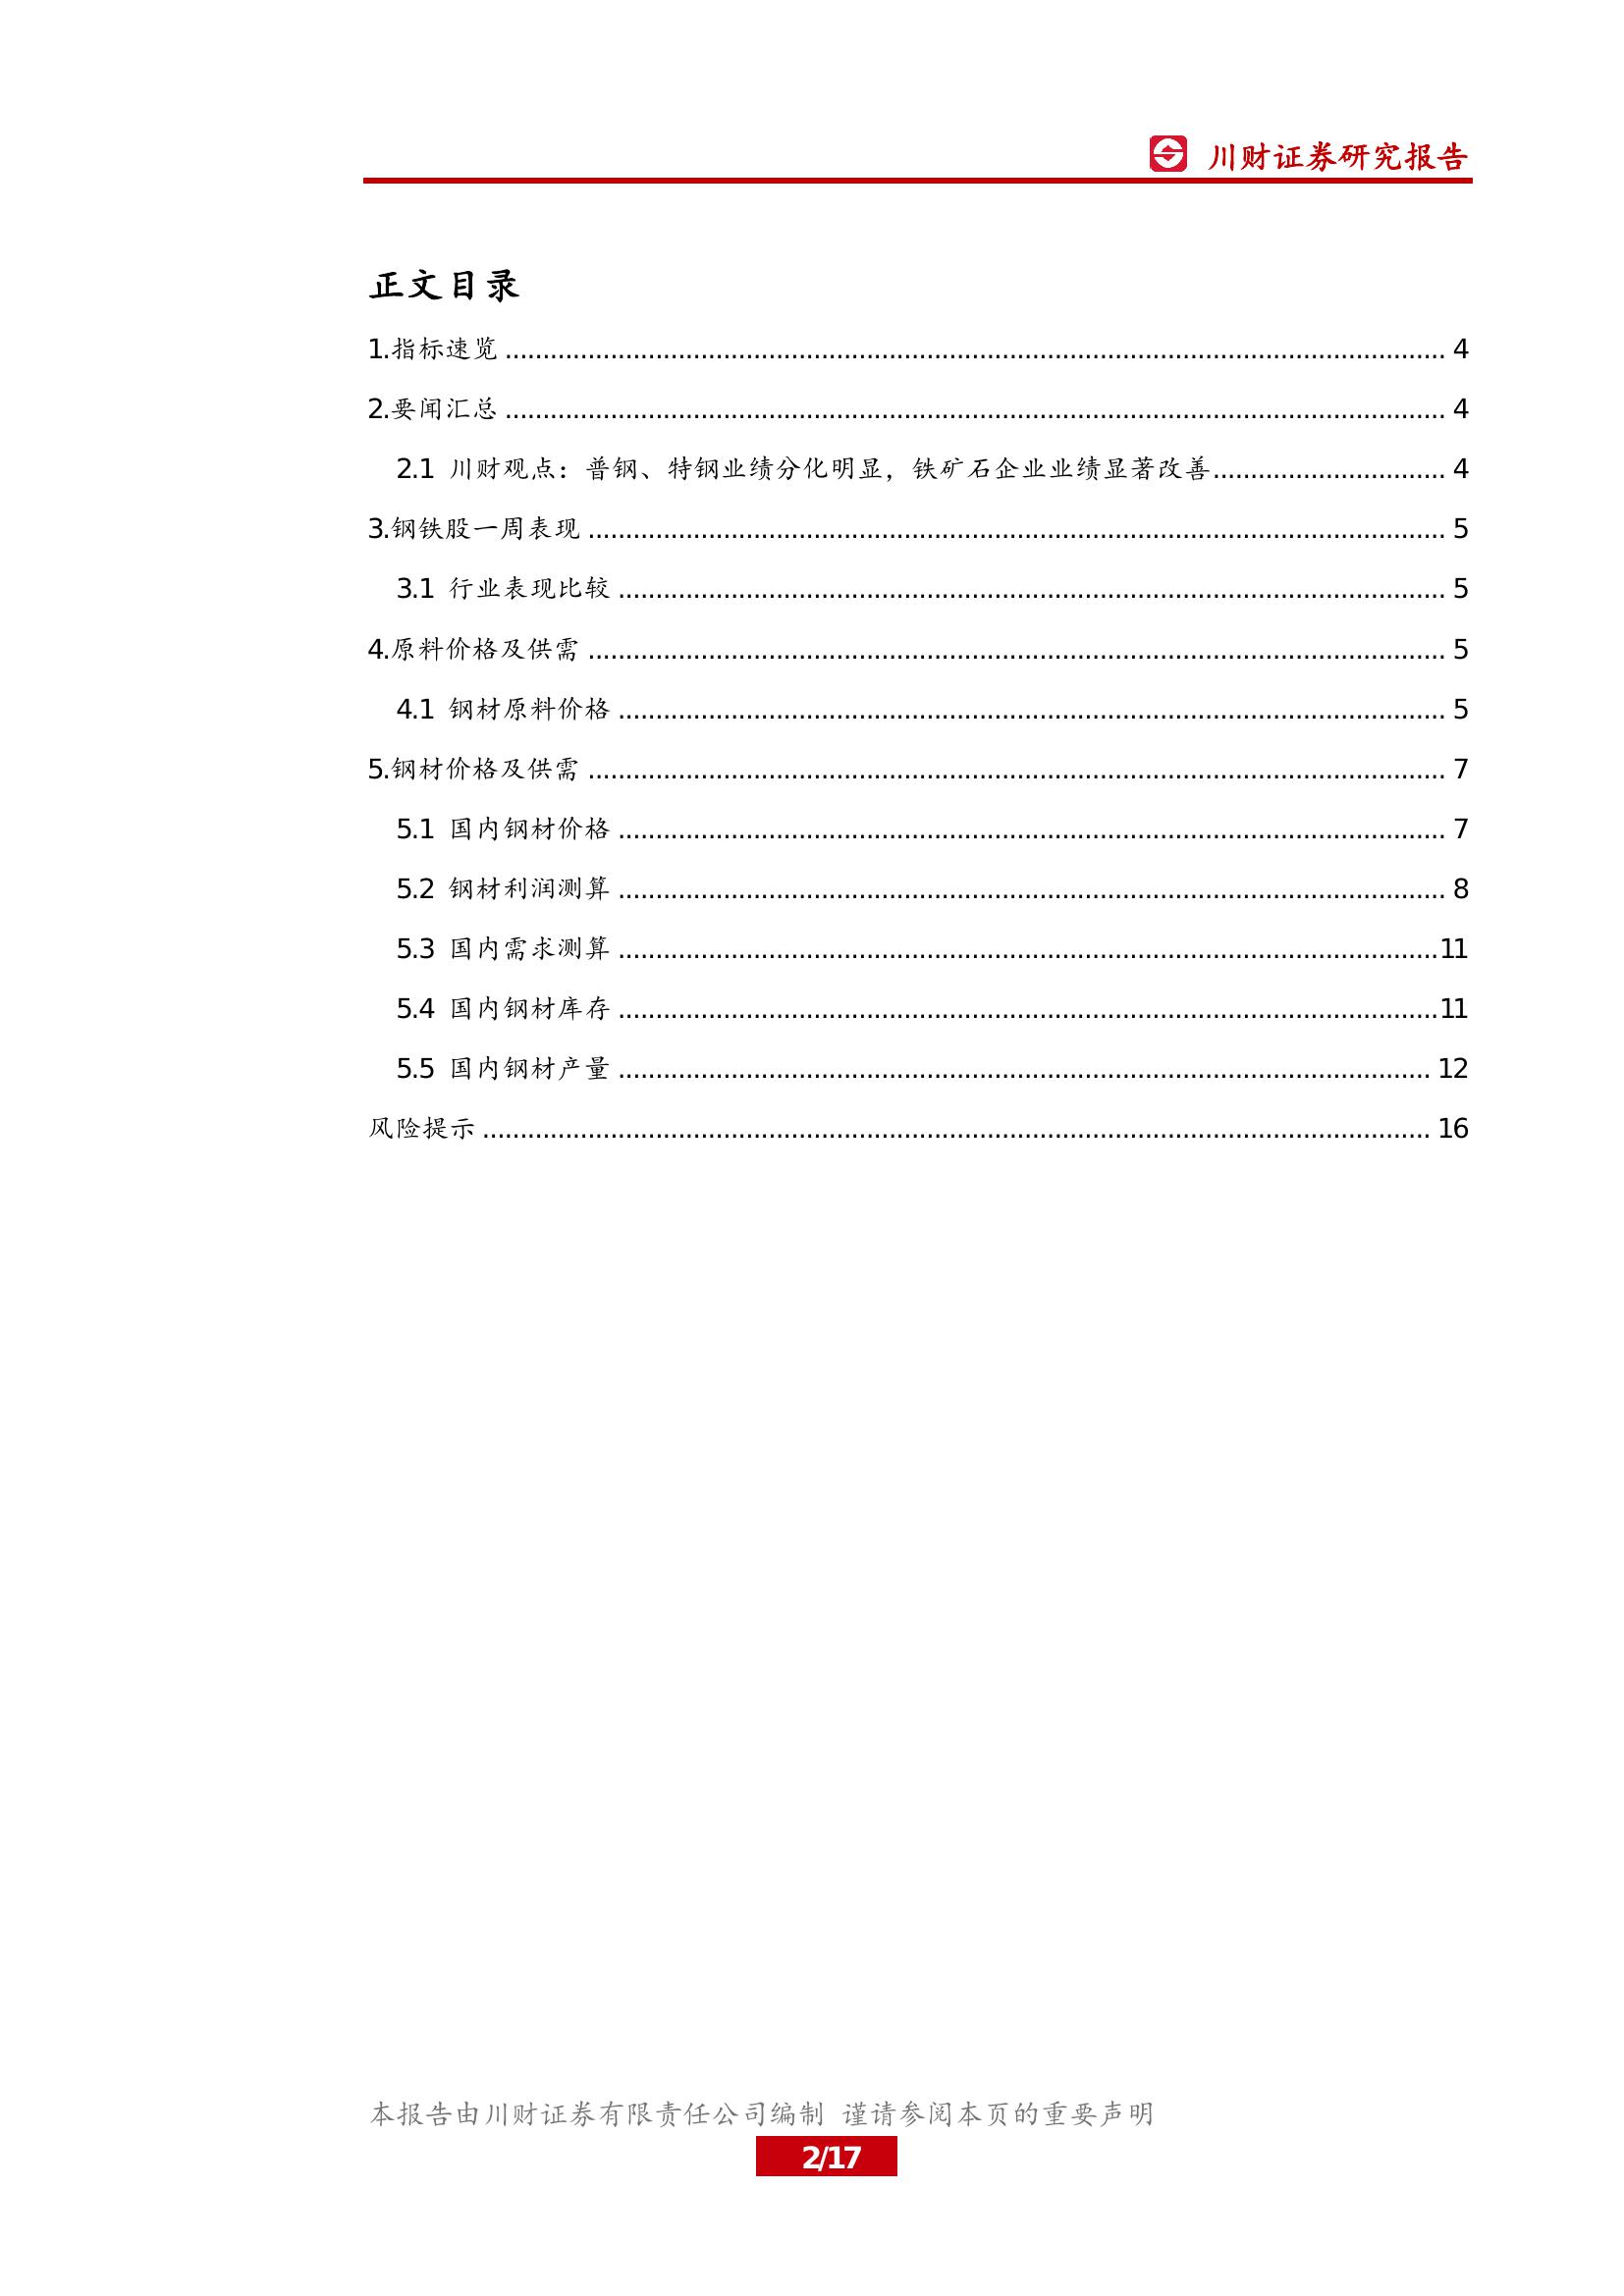 川财证券研究报告
正文目录
1.指标速览 ........................................ 4
2.要闻汇总 ........................................ 4
2.1 川财观点：普钢、特钢业绩分化明显，铁矿石企业业绩显著改善........................................ 4
3.钢铁股一周表现 ........................................ 5
3.1 行业表现比较 ........................................ 5
4.原料价格及供需 ........................................ 5
4.1 钢材原料价格 ........................................ 5
5.钢材价格及供需 ........................................ 7
5.1 国内钢材价格 ........................................ 7
5.2 钢材利润测算 ........................................ 8
5.3 国内需求测算 ........................................11
5.4 国内钢材库存 ........................................11
5.5 国内钢材产量 ........................................ 12
风险提示 ........................................ 16
本报告由川财证券有限责任公司编制 谨请参阅本页的重要声明
2/17